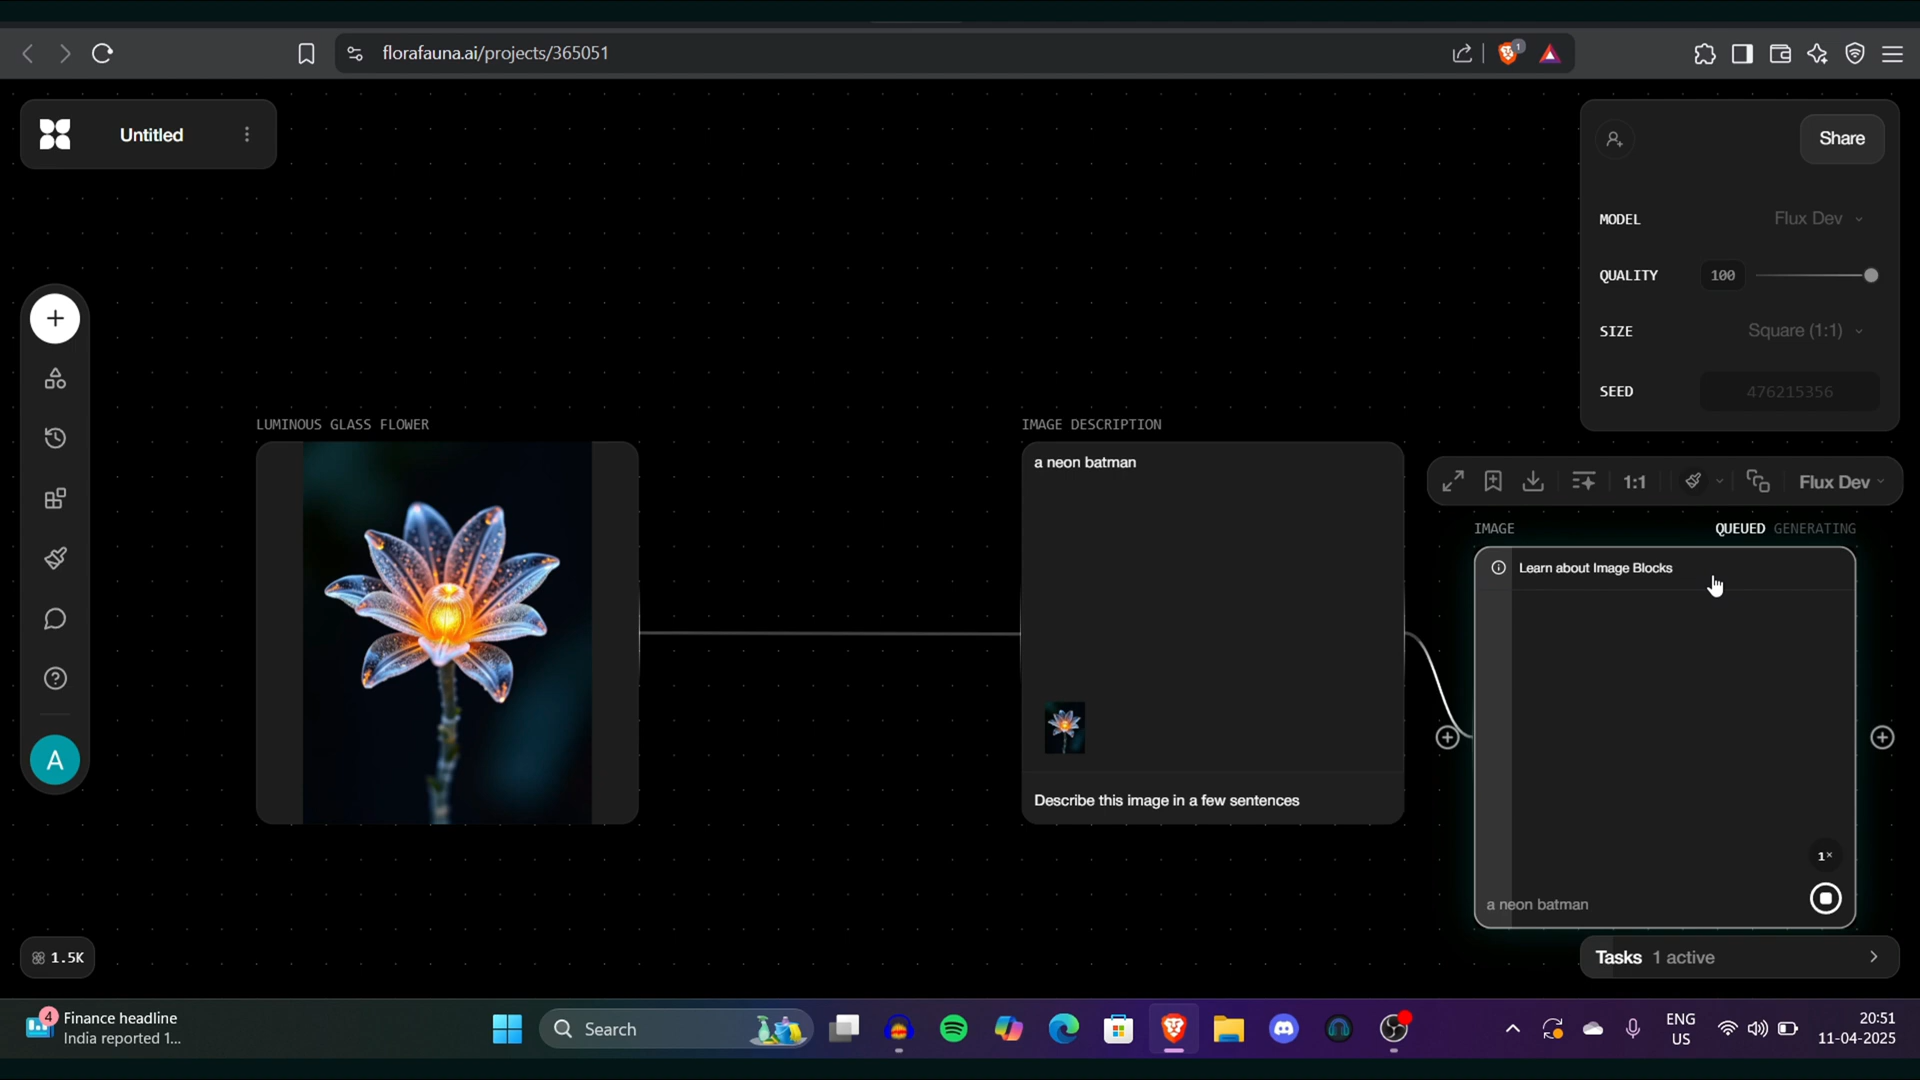 florafauna.ai/projects/365051
1
Untitled
Share
MODEL
Flux Dev
QUALITY
100
SIZE
Square (1:1)
SEED
476215356
LUMINOUS GLASS FLOWER
IMAGE DESCRIPTION
a neon batman
Describe this image in a few sentences
1:1
Flux Dev
IMAGE
QUEUED GENERATING
Learn about Image Blocks
1×
a neon batman
A
1.5K
Tasks 1 active
4
Finance headline
India reported 1...
Search
ENG
US
20:51
11-04-2025